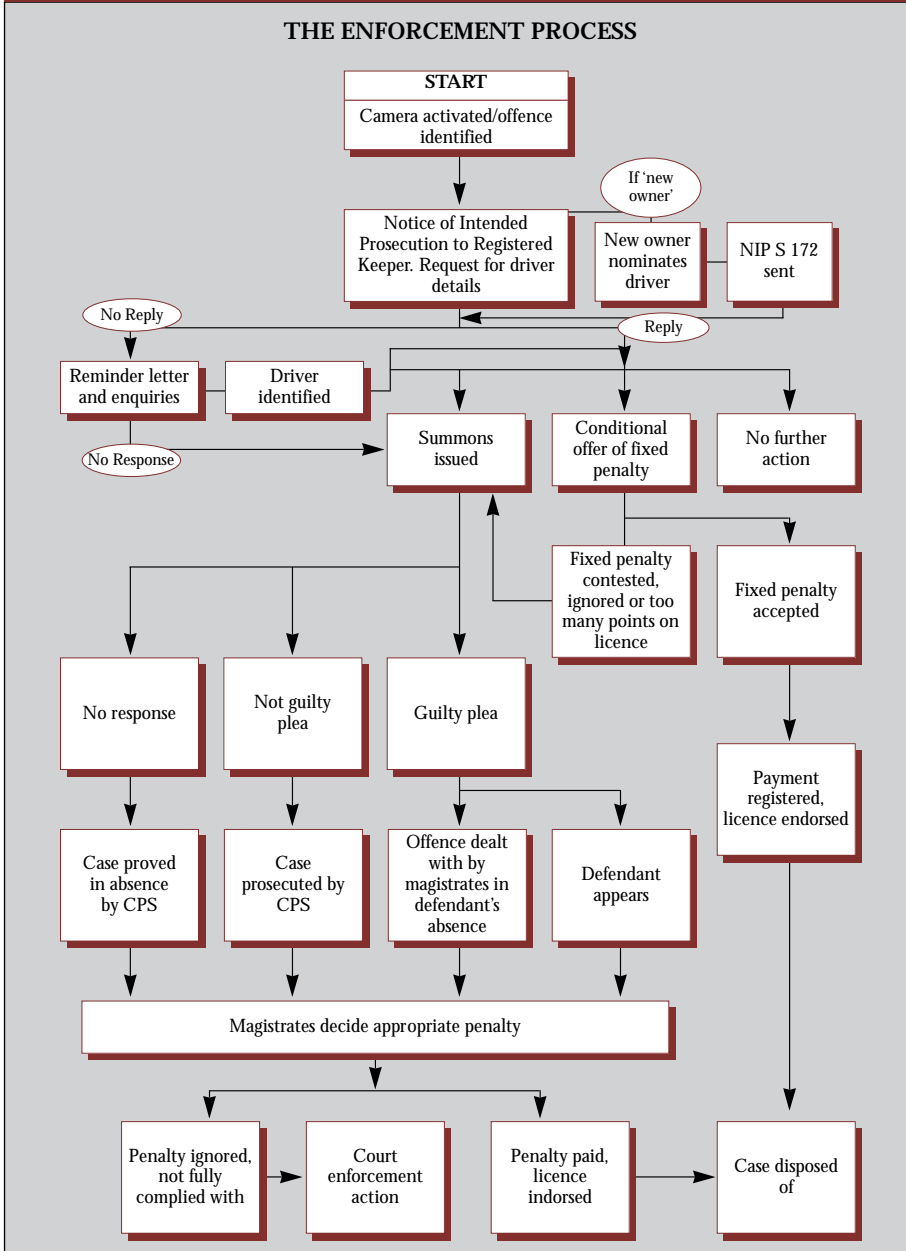 THE ENFORCEMENT PROCESS
START
Camera activated/offence
identified
If ‘new
owner’
Notice of Intended
Prosecution to Registered
Keeper. Request for driver
details
New owner
nominates
driver
NIP S 172
sent
No Reply
Reply
Reminder letter
and enquiries
Driver
identified
Summons
issued
Conditional
offer of fixed
penalty
No further
action
No Response
Fixed penalty
contested,
ignored or too
many points on
licence
Fixed penalty
accepted
No response
Not guilty
plea
Guilty plea
Payment
registered,
licence endorsed
Case proved
in absence
by CPS
Case
prosecuted by
CPS
Offence dealt
with by
magistrates in
defendant’s
absence
Defendant
appears
Magistrates decide appropriate penalty
Penalty ignored,
not fully
complied with
Court
enforcement
action
Penalty paid,
licence
indorsed
Case disposed
of